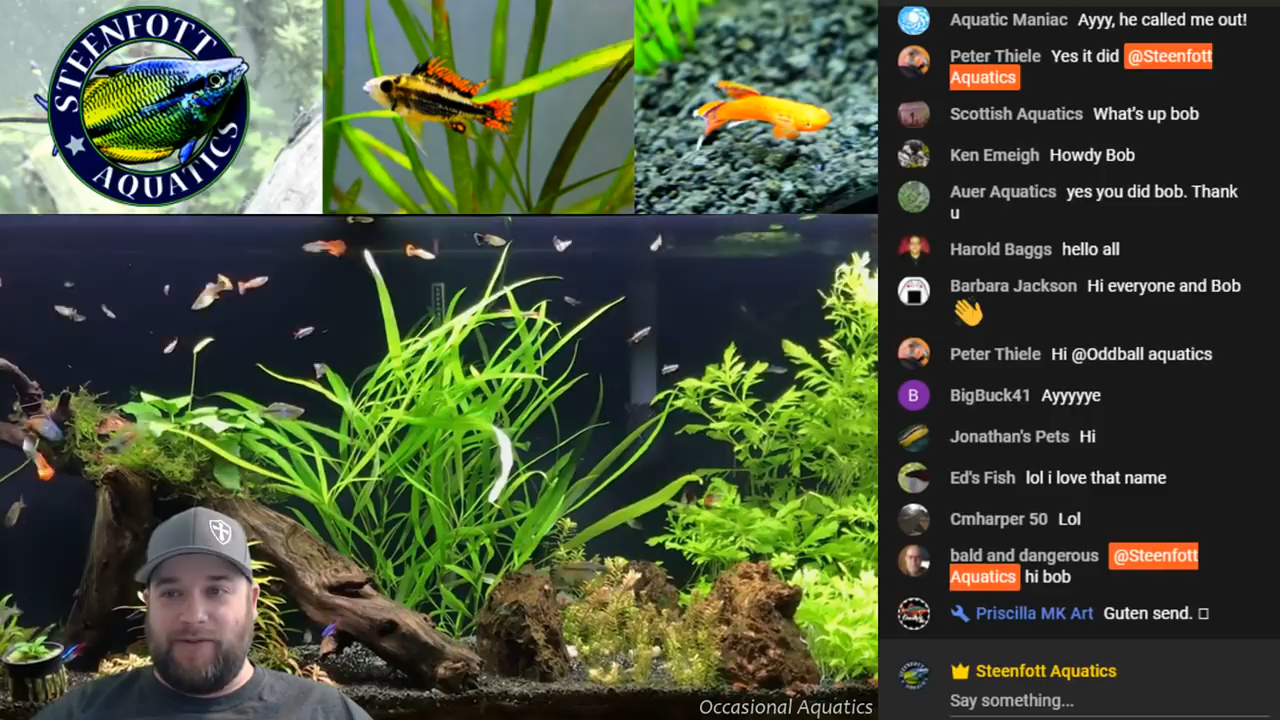 STEENFOTT
AQUATICS
Occasional Aquatics
Aquatic Maniac Ayyy, he called me out!
Peter Thiele Yes it did @Steenfott
Aquatics
Scottish Aquatics What's up bob
Ken Emeigh Howdy Bob
Auer Aquatics yes you did bob. Thank
u
Harold Baggs hello all
Barbara Jackson Hi everyone and Bob
👋
Peter Thiele Hi @Oddball aquatics
B BigBuck41 Ayyyyye
Jonathan's Pets Hi
Ed's Fish lol i love that name
Cmharper 50 Lol
bald and dangerous @Steenfott
Aquatics hi bob
Priscilla MK Art Guten send. □
Steenfott Aquatics
Say something...